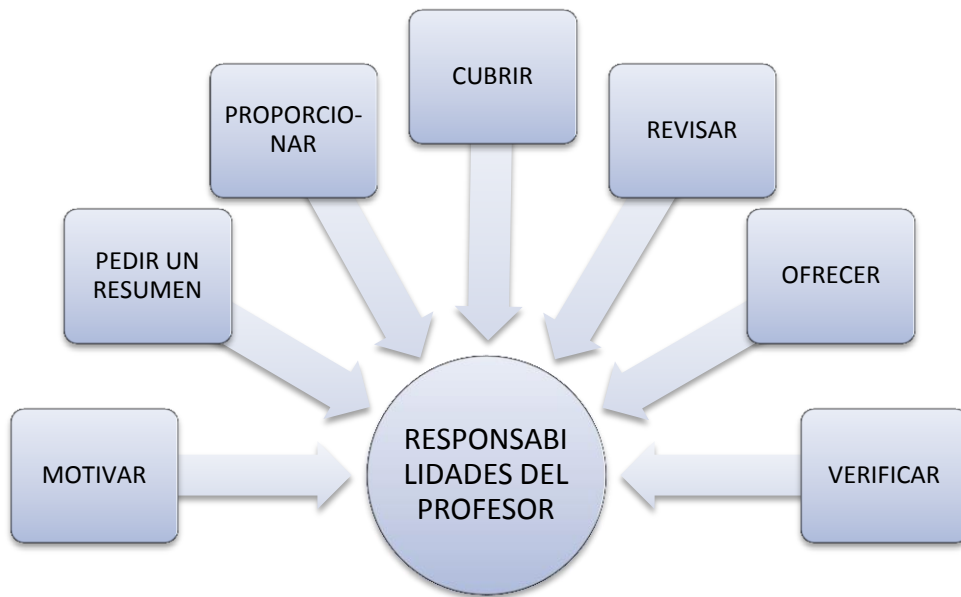 CUBRIR
PROPORCIO-
NAR
REVISAR
PEDIR UN
RESUMEN
OFRECER
MOTIVAR
RESPONSABI
LIDADES DEL
PROFESOR
VERIFICAR